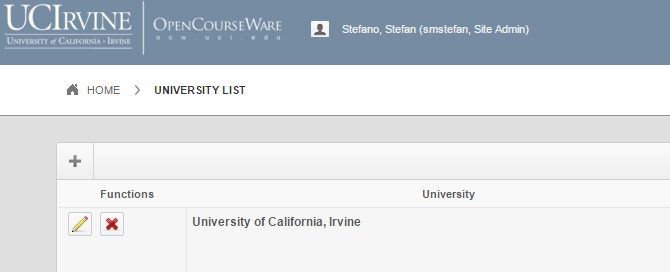 UCIRVINE
UNIVERSITY of CALIFORNIA · IRVINE
OPENCOURSEWARE
ocw.uci.edu
Stefano, Stefan (smstefan, Site Admin)
HOME > UNIVERSITY LIST
+
Functions University
University of California, Irvine